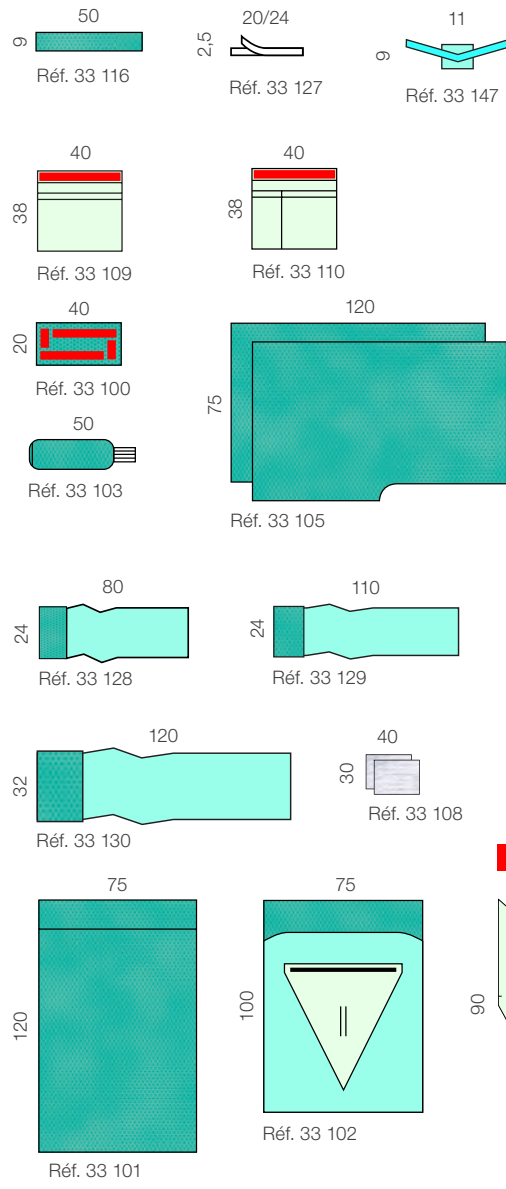 50
9
Réf. 33 116
20/24
2,5
Réf. 33 127
11
9
Réf. 33 147
40
38
Réf. 33 109
40
38
Réf. 33 110
40
20
Réf. 33 100
50
Réf. 33 103
120
75
Réf. 33 105
80
24
Réf. 33 128
110
24
Réf. 33 129
120
32
Réf. 33 130
40
30
Réf. 33 108
75
120
Réf. 33 101
75
100
Réf. 33 102
90